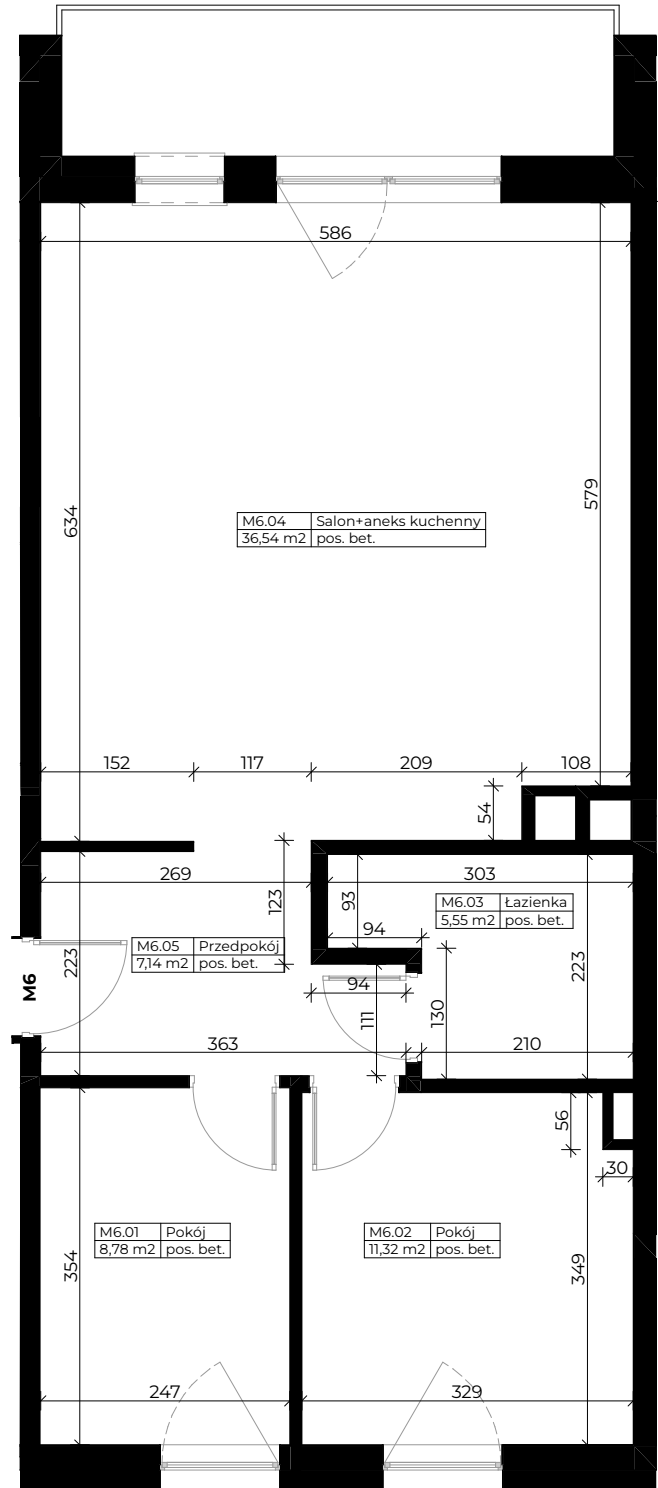 586
634
579
M6.04 Salon+aneks kuchenny
36,54 m2 pos. bet.
152 117 209 108
54
269 123 93 303
M6.03 Łazienka
5,55 m2 pos. bet.
94
M6.05 Przedpokój
7,14 m2 pos. bet.
M6
223
223
94
111
130
363 210
56
30
M6.01 Pokój
8,78 m2 pos. bet.
M6.02 Pokój
11,32 m2 pos. bet.
354
349
247 329